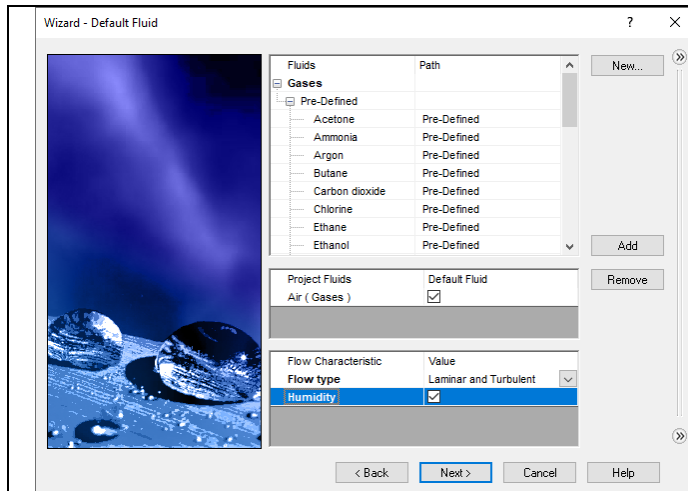 Wizard - Default Fluid ?
New...
Fluids Path
Gases
Pre-Defined
Acetone Pre-Defined
Ammonia Pre-Defined
Argon Pre-Defined
Butane Pre-Defined
Carbon dioxide Pre-Defined
Chlorine Pre-Defined
Ethane Pre-Defined
Ethanol Pre-Defined
Add
Project Fluids Default Fluid
Remove
Air ( Gases )
Flow Characteristic Value
Flow type Laminar and Turbulent
Humidity
< Back Next > Cancel Help